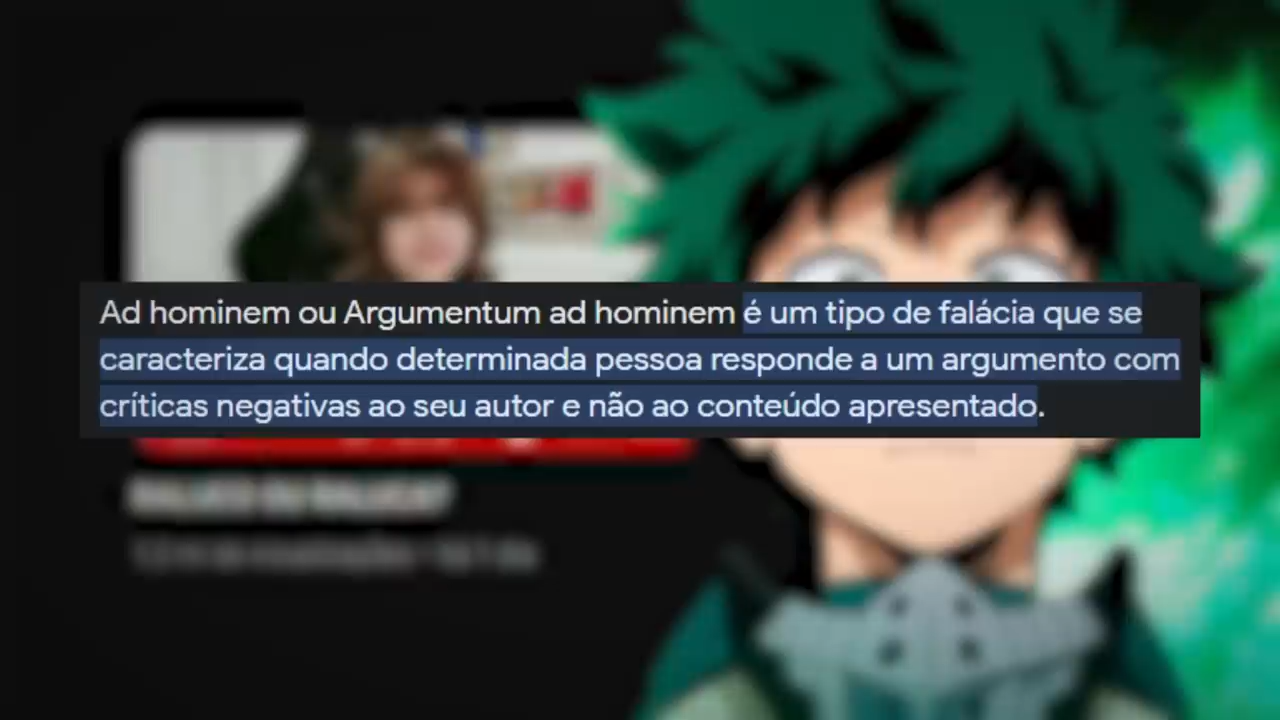 Ad hominem ou Argumentum ad hominem é um tipo de falácia que se
caracteriza quando determinada pessoa responde a um argumento com
críticas negativas ao seu autor e não ao conteúdo apresentado.